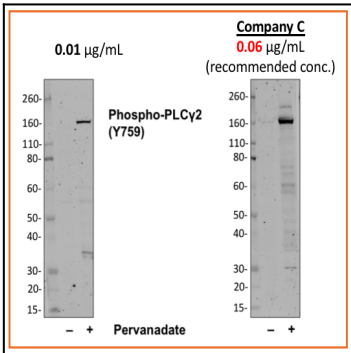 Company C
0.01 µg/mL
0.06 µg/mL
(recommended conc.)
260-
160-
110-
80-
60-
50-
40-
30-
20-
15-
Phospho-PLCγ2
(Y759)
260-
160-
110-
80-
60-
50-
40-
30-
20-
15-
– + Pervanadate – +